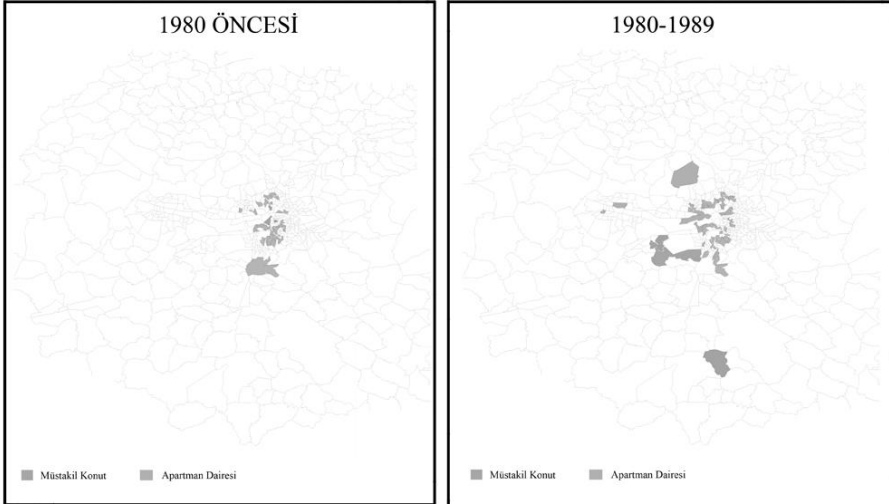 1980 ÖNCESİ
Müstakil Konut
Apartman Dairesi
1980-1989
Müstakil Konut
Apartman Dairesi